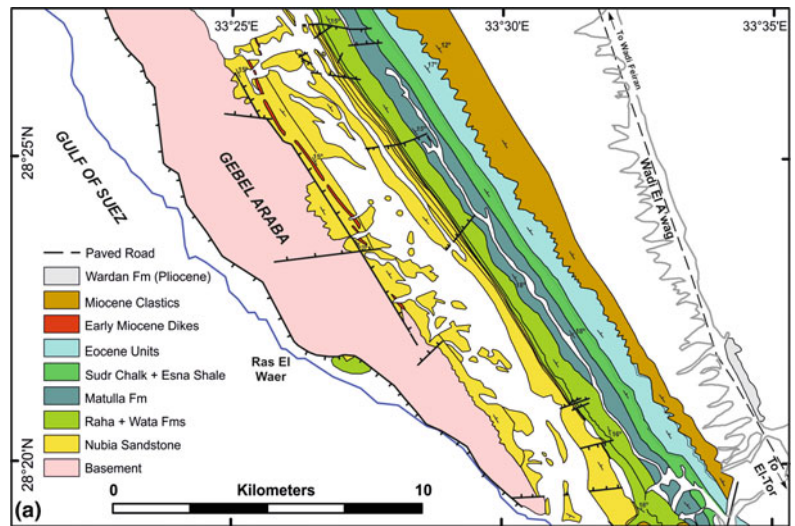 33°25'E
33°30'E
33°35'E
28°25'N
28°20'N
To Wadi Feiran
Wadi El A'wag
To
El-Tor
GULF OF SUEZ
GEBEL ARABA
Ras El
Waer
Paved Road
Wardan Fm (Pliocene)
Miocene Clastics
Early Miocene Dikes
Eocene Units
Sudr Chalk + Esna Shale
Matulla Fm
Raha + Wata Fms
Nubia Sandstone
Basement
Kilometers
0
10
(a)
12°
17°